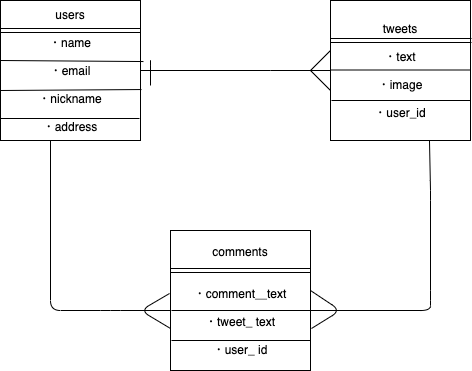 users
・name
・email
・nickname
・address
tweets
・text
・image
・user_id
comments
・comment__text
・tweet_ text
・user_ id